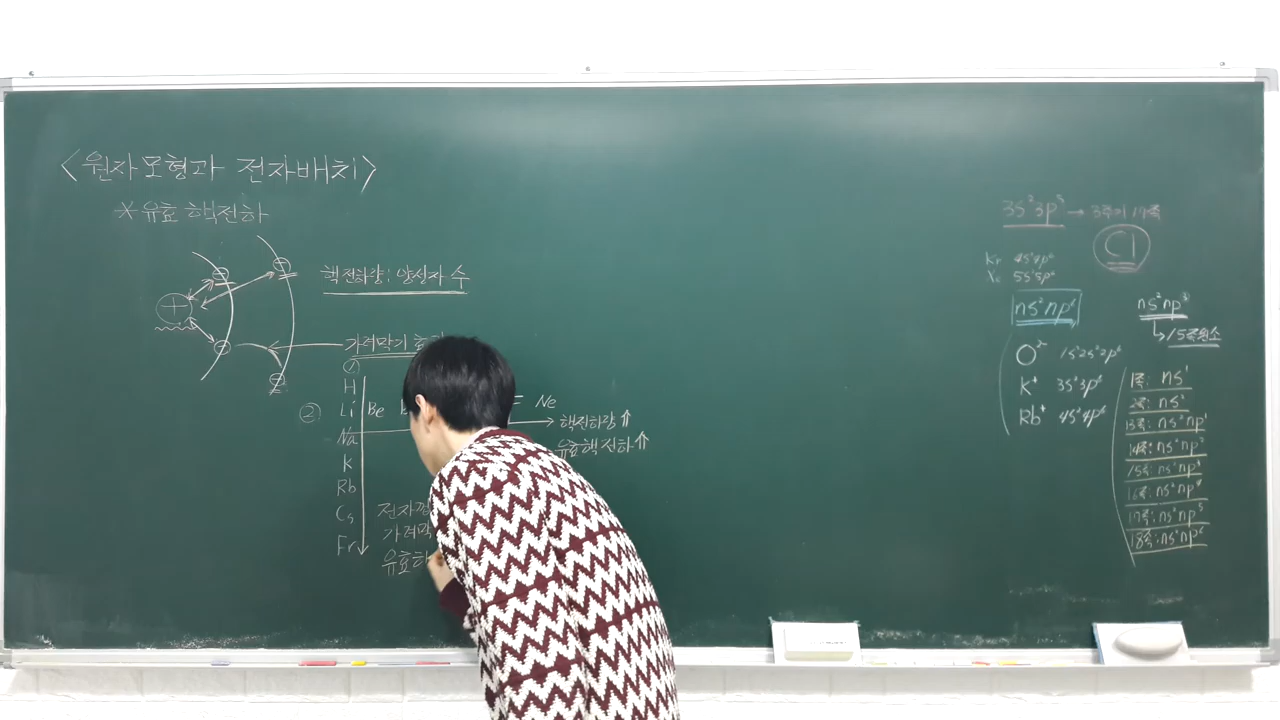 <원자모형과 전자배치>
*유효 핵전하
핵전하량: 양성자 수
가려막기 효
①
H
② Li Be Ne
→ 핵전하량⇑
유효핵전하⇑
Na
K
Rb
Cs 전자껍
가려막
Fr 유효하
3s²3p⁵ → 3주기 17족
Cl
Kr 4s²4p⁶
Xe 5s²5p⁶
ns²np⁶
ns²np³
↳ 15족원소
O²⁻ 1s²2s²2p⁶
K⁺ 3s²3p⁶
Rb⁺ 4s²4p⁶
1족: ns¹
2족: ns²
13족: ns²np¹
14족: ns²np²
15족: ns²np³
16족: ns²np⁴
17족: ns²np⁵
18족: ns²np⁶